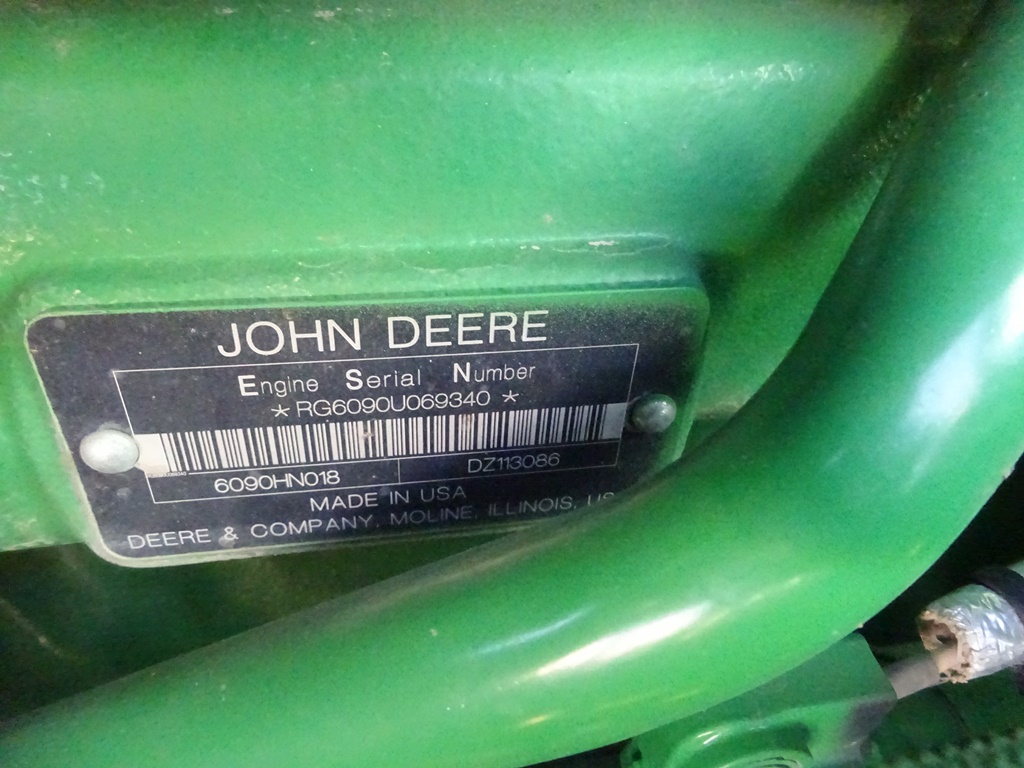 JOHN DEERE
Engine Serial Number
*RG6090U069340*
6090HN018 DZ113086
MADE IN USA
DEERE & COMPANY, MOLINE, ILLINOIS,